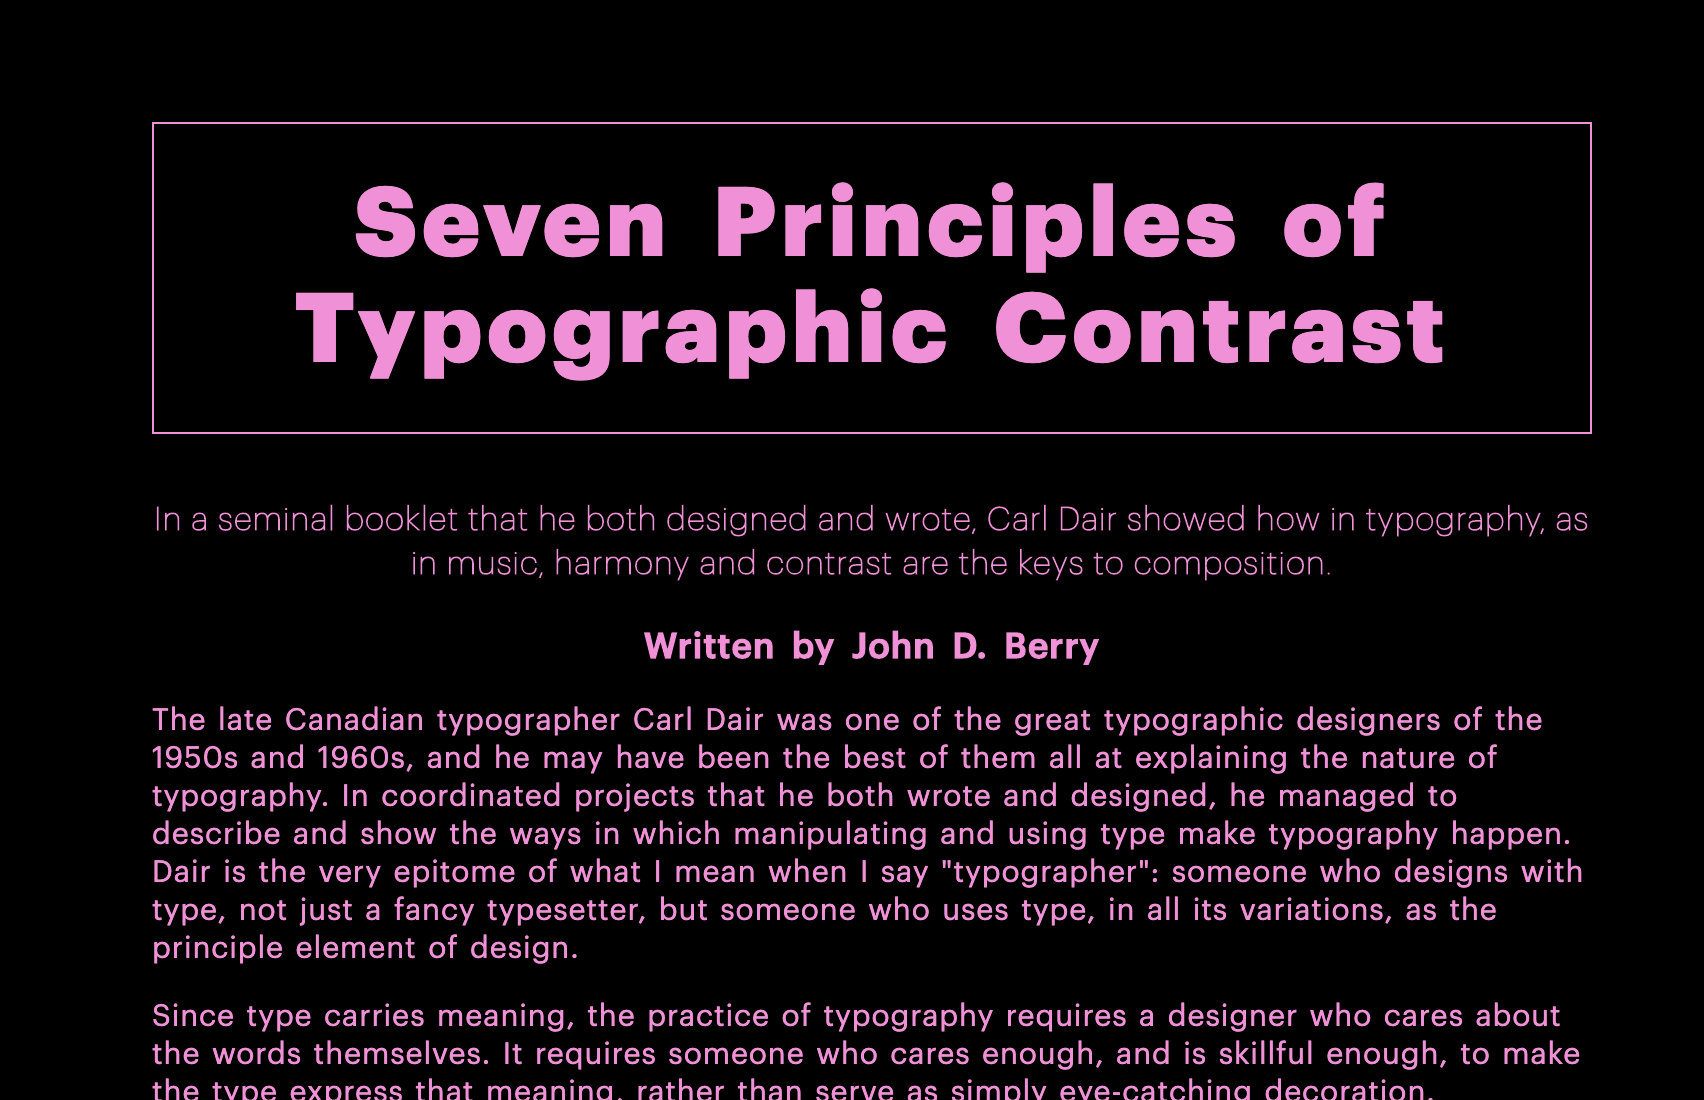 Seven Principles of
Typographic Contrast
In a seminal booklet that he both designed and wrote, Carl Dair showed how in typography, as
in music, harmony and contrast are the keys to composition.
Written by John D. Berry
The late Canadian typographer Carl Dair was one of the great typographic designers of the
1950s and 1960s, and he may have been the best of them all at explaining the nature of
typography. In coordinated projects that he both wrote and designed, he managed to
describe and show the ways in which manipulating and using type make typography happen.
Dair is the very epitome of what I mean when I say "typographer": someone who designs with
type, not just a fancy typesetter, but someone who uses type, in all its variations, as the
principle element of design.
Since type carries meaning, the practice of typography requires a designer who cares about
the words themselves. It requires someone who cares enough, and is skillful enough, to make
the type express that meaning, rather than serve as simply eye-catching decoration.